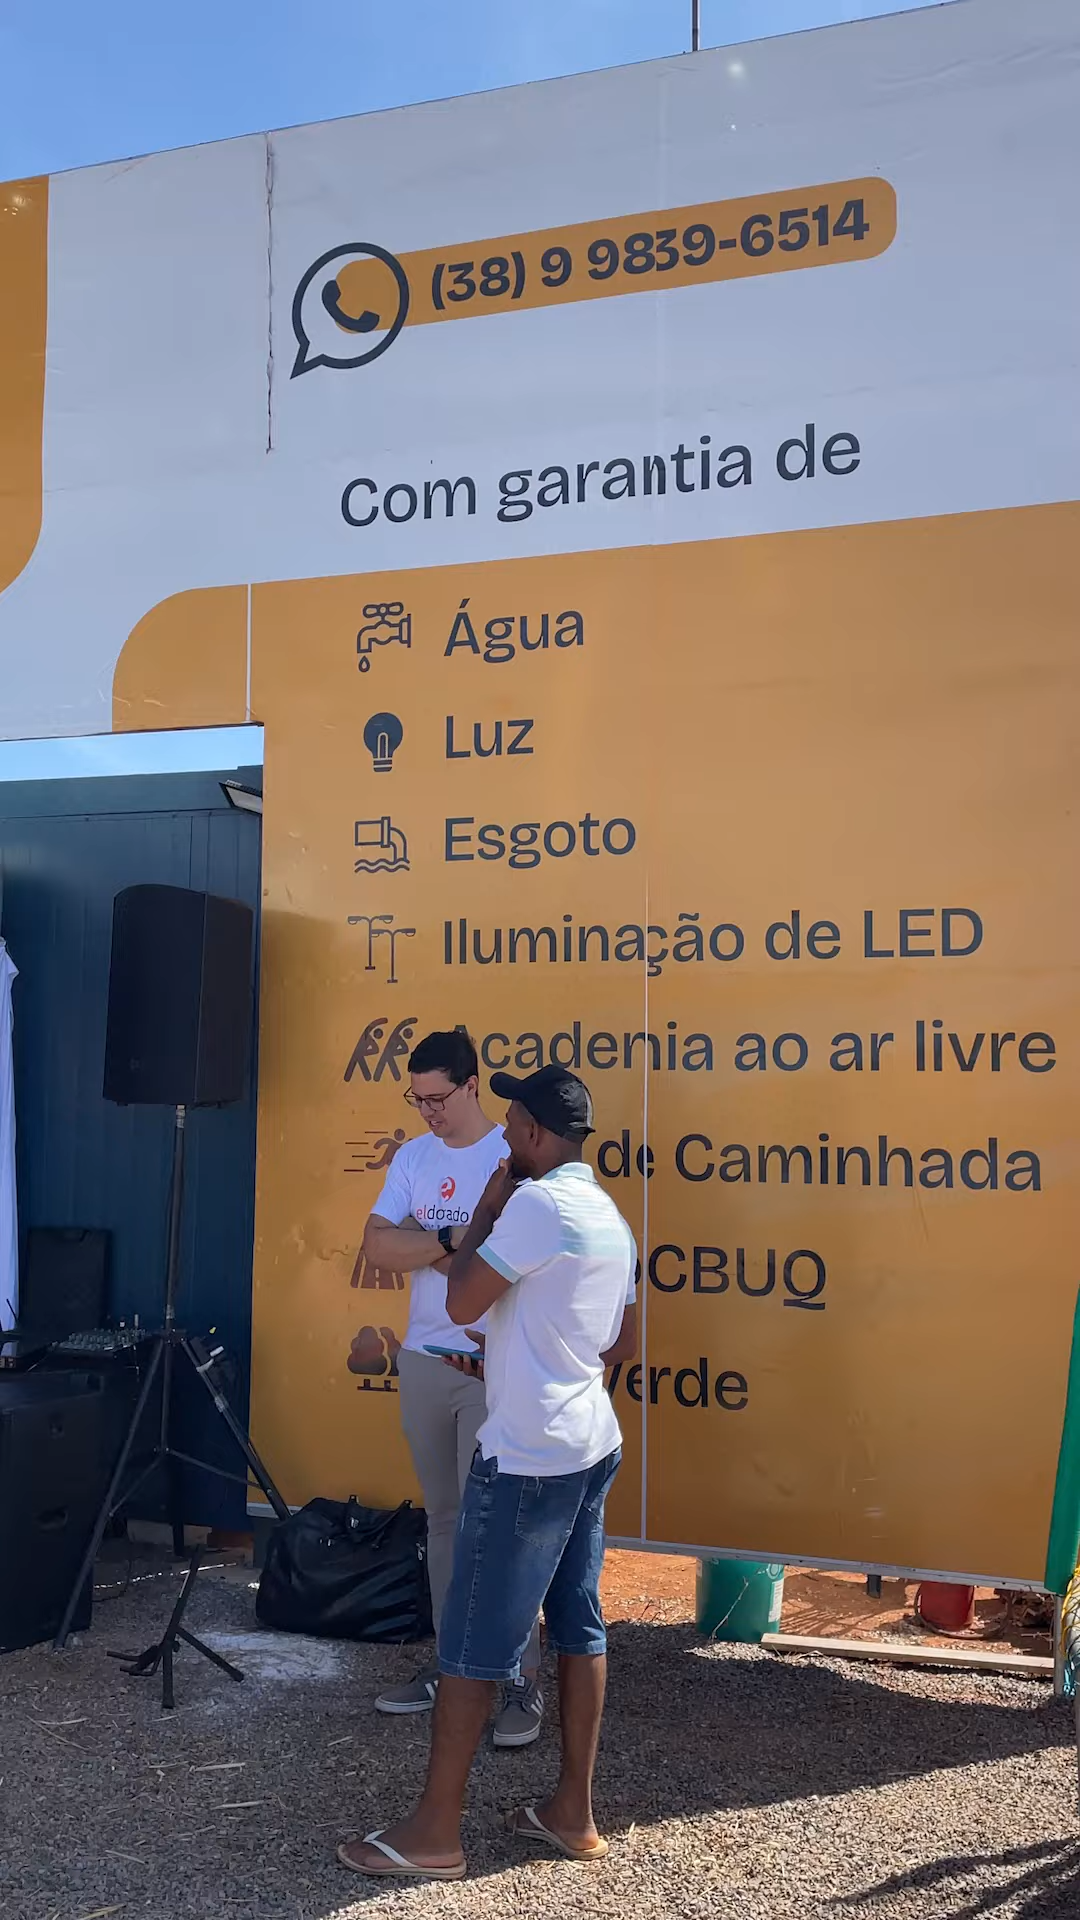 (38) 9 9839-6514
Com garantia de
Água
Luz
Esgoto
Iluminação de LED
Academia ao ar livre
de Caminhada
CBUQ
Verde
eldorado